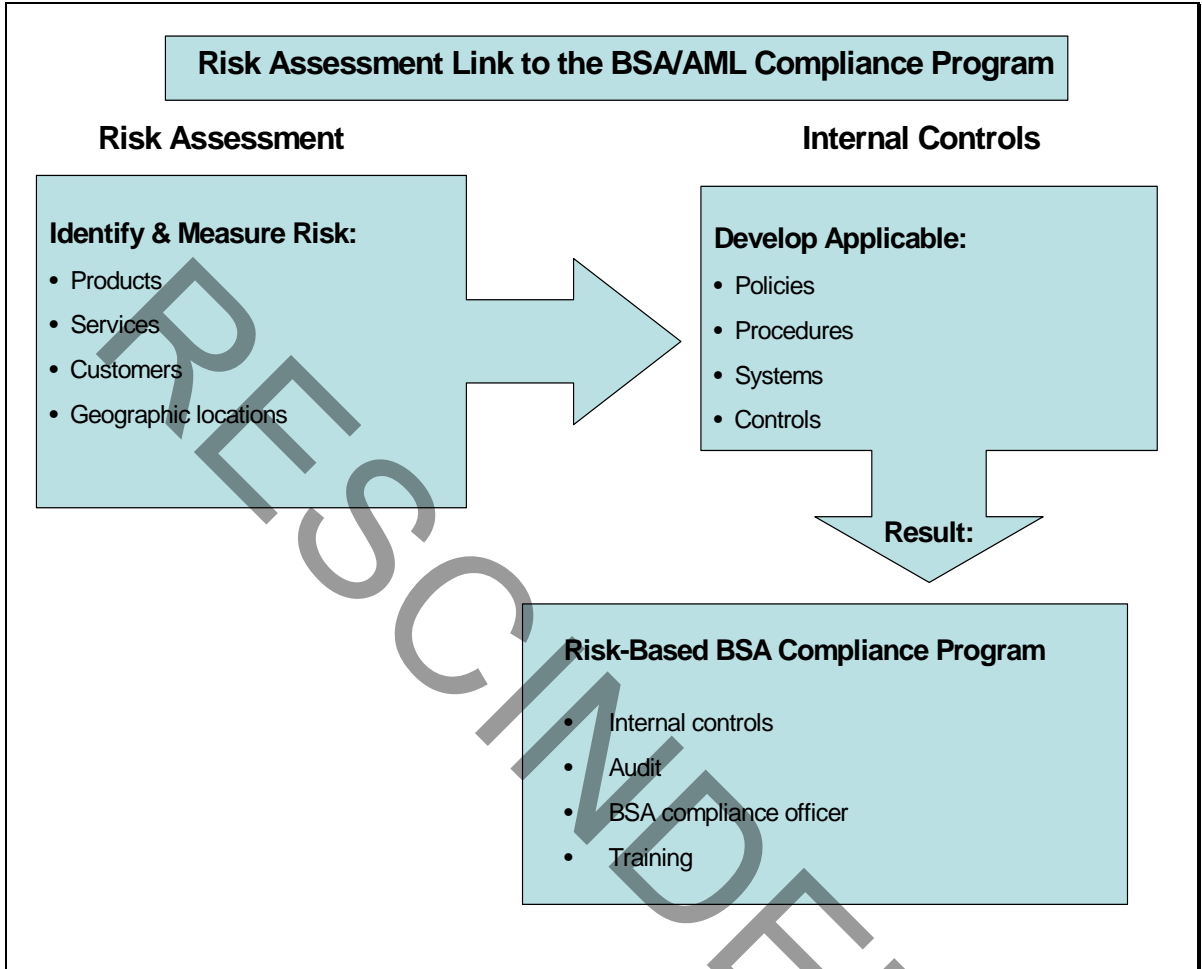 Risk Assessment Link to the BSA/AML Compliance Program
Risk Assessment
Identify & Measure Risk:
• Products
• Services
• Customers
• Geographic locations
Internal Controls
Develop Applicable:
• Policies
• Procedures
• Systems
• Controls
Result:
Risk-Based BSA Compliance Program
• Internal controls
• Audit
• BSA compliance officer
• Training
RESCINDE